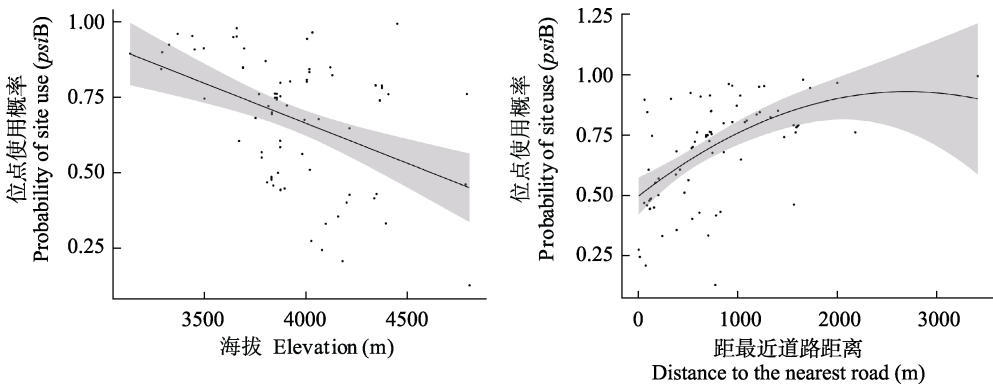 位点使用概率
Probability of site use (psiB)
1.00
0.75
0.50
0.25
3500 4000 4500
海拔 Elevation (m)
位点使用概率
Probability of site use (psiB)
1.25
1.00
0.75
0.50
0.25
0 1000 2000 3000
距最近道路距离
Distance to the nearest road (m)